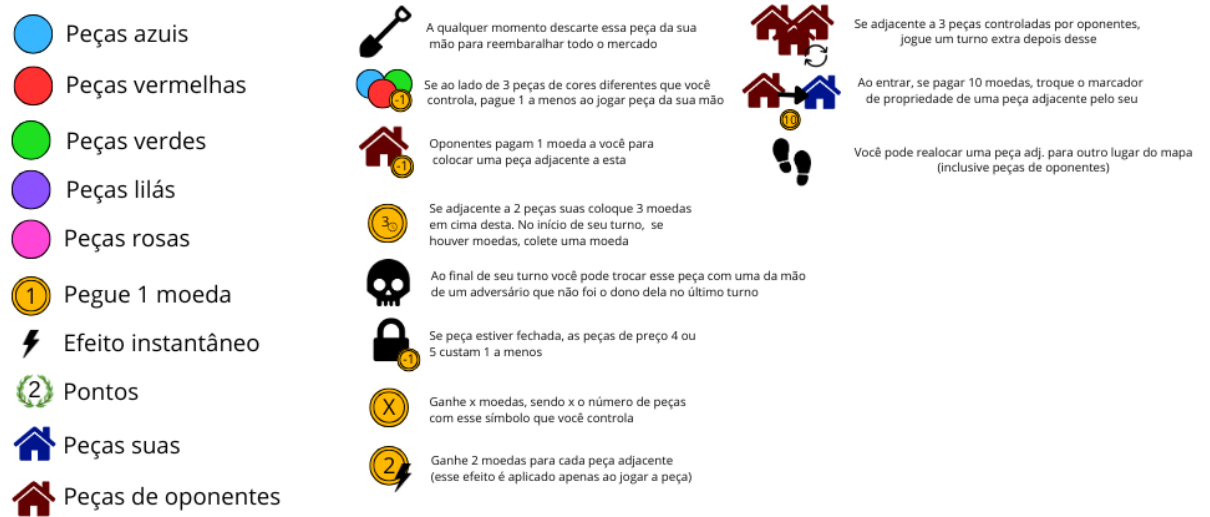 Peças azuis
Peças vermelhas
Peças verdes
Peças lilás
Peças rosas
1
Pegue 1 moeda
Efeito instantâneo
2
Pontos
Peças suas
Peças de oponentes
A qualquer momento descarte essa peça da sua
mão para reembaralhar todo o mercado
-1
Se ao lado de 3 peças de cores diferentes que você
controla, pague 1 a menos ao jogar peça da sua mão
-1
Oponentes pagam 1 moeda a você para
colocar uma peça adjacente a esta
3
Se adjacente a 2 peças suas coloque 3 moedas
em cima desta. No início de seu turno, se
houver moedas, colete uma moeda
Ao final de seu turno você pode trocar esse peça com uma da mão
de um adversário que não foi o dono dela no último turno
-1
Se peça estiver fechada, as peças de preço 4 ou
5 custam 1 a menos
X
Ganhe x moedas, sendo x o número de peças
com esse símbolo que você controla
2
Ganhe 2 moedas para cada peça adjacente
(esse efeito é aplicado apenas ao jogar a peça)
Se adjacente a 3 peças controladas por oponentes,
jogue um turno extra depois desse
10
Ao entrar, se pagar 10 moedas, troque o marcador
de propriedade de uma peça adjacente pelo seu
Você pode realocar uma peça adj. para outro lugar do mapa
(inclusive peças de oponentes)